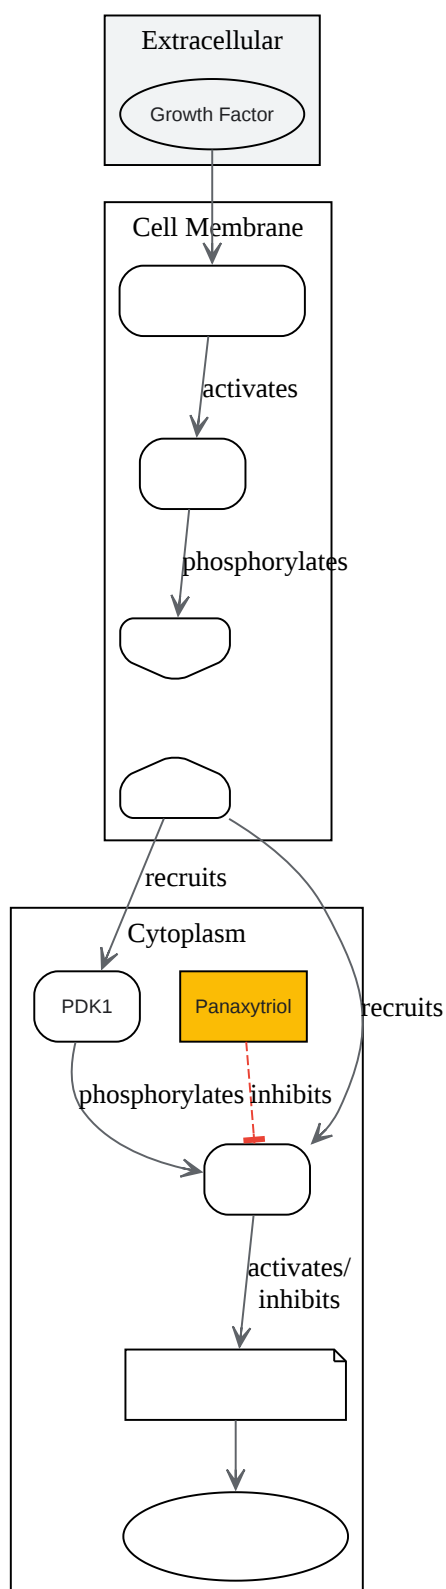 Extracellular
Growth Factor
Cell Membrane
activates
phosphorylates
recruits
Cytoplasm
recruits
PDK1
Panaxytriol
phosphorylates
inhibits
activates/
inhibits